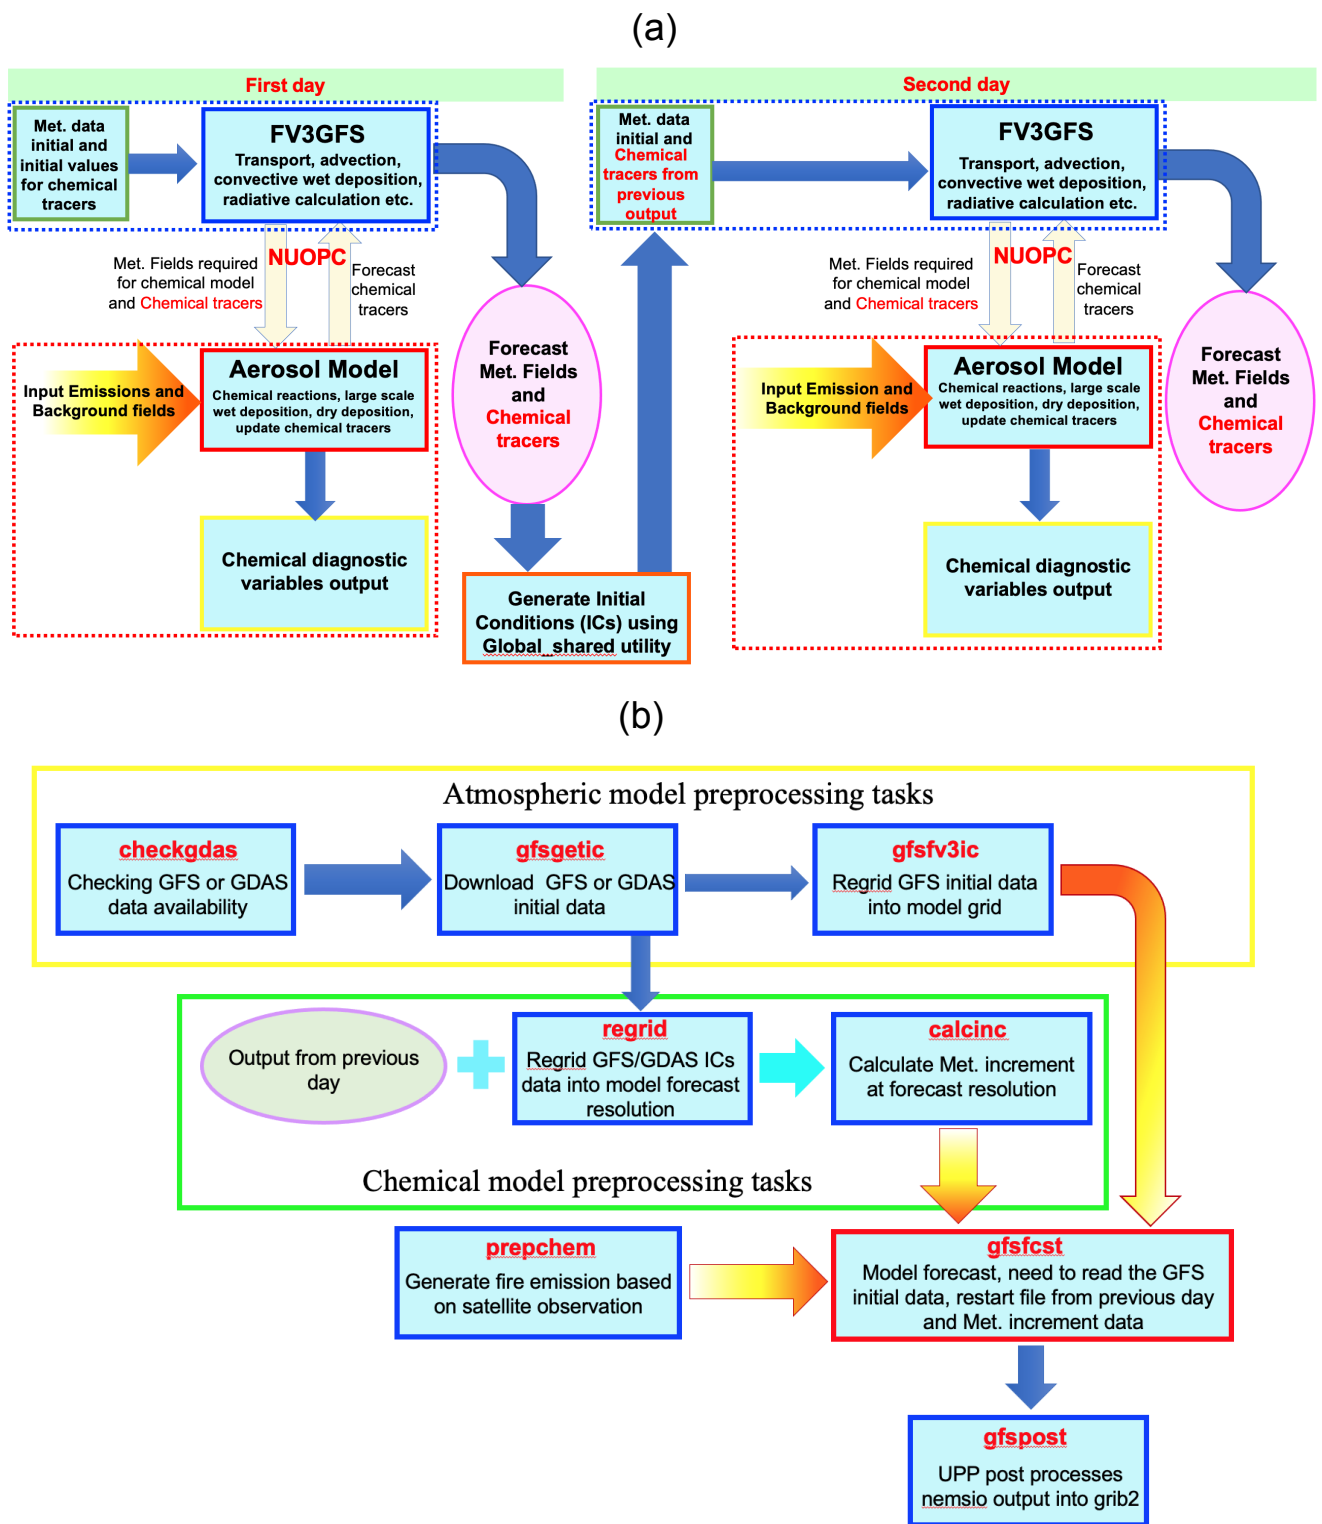 (a)
First day
Met. data
initial and
initial values
for chemical
tracers
FV3GFS
Transport, advection,
convective wet deposition,
radiative calculation etc.
NUOPC
Met. Fields required
for chemical model
and Chemical tracers
Forecast
chemical
tracers
Input Emissions and
Background fields
Aerosol Model
Chemical reactions, large scale
wet deposition, dry deposition,
update chemical tracers
Chemical diagnostic
variables output
Forecast
Met. Fields
and
Chemical
tracers
Generate Initial
Conditions (ICs) using
Global_shared utility
Second day
Met. data
initial and
Chemical
tracers from
previous
output
FV3GFS
Transport, advection,
convective wet deposition,
radiative calculation etc.
NUOPC
Met. Fields required
for chemical model
and Chemical tracers
Forecast
chemical
tracers
Input Emission and
Background fields
Aerosol Model
Chemical reactions, large scale
wet deposition, dry deposition,
update chemical tracers
Chemical diagnostic
variables output
Forecast
Met. Fields
and
Chemical
tracers
(b)
Atmospheric model preprocessing tasks
checkgdas
Checking GFS or GDAS
data availability
gfsgetic
Download GFS or GDAS
initial data
gfsfv3ic
Regrid GFS initial data
into model grid
Output from previous
day
regrid
Regrid GFS/GDAS ICs
data into model forecast
resolution
calcinc
Calculate Met. increment
at forecast resolution
Chemical model preprocessing tasks
prepchem
Generate fire emission based
on satellite observation
gfsfcst
Model forecast, need to read the GFS
initial data, restart file from previous day
and Met. increment data
gfspost
UPP post processes
nemsio output into grib2